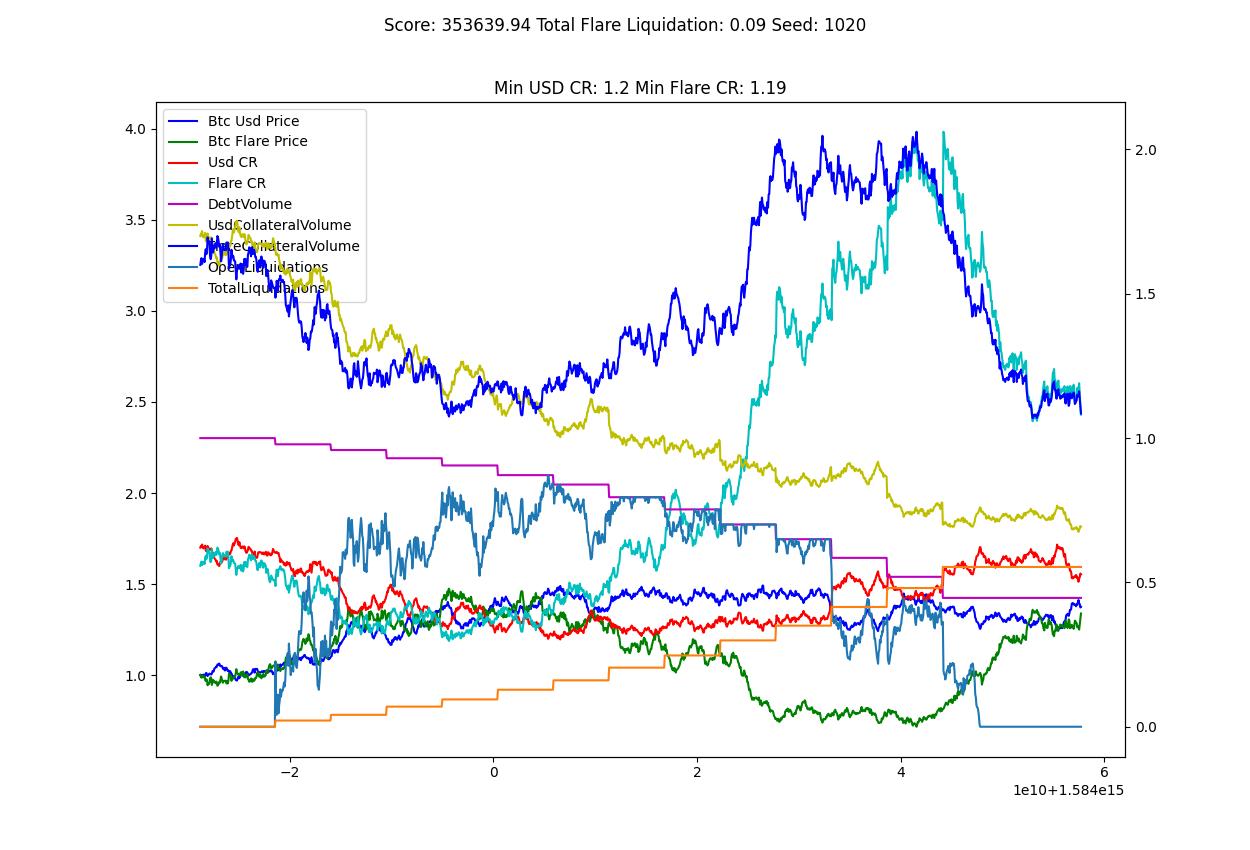 Score: 353639.94 Total Flare Liquidation: 0.09 Seed: 1020
Min USD CR: 1.2 Min Flare CR: 1.19
Btc Usd Price
Btc Flare Price
Usd CR
Flare CR
DebtVolume
UsdCollateralVolume
FlareCollateralVolume
OpenLiquidations
TotalLiquidations
4.0
3.5
3.0
2.5
2.0
1.5
1.0
2.0
1.5
1.0
0.5
0.0
−2
0
2
4
6
1e10+1.584e15